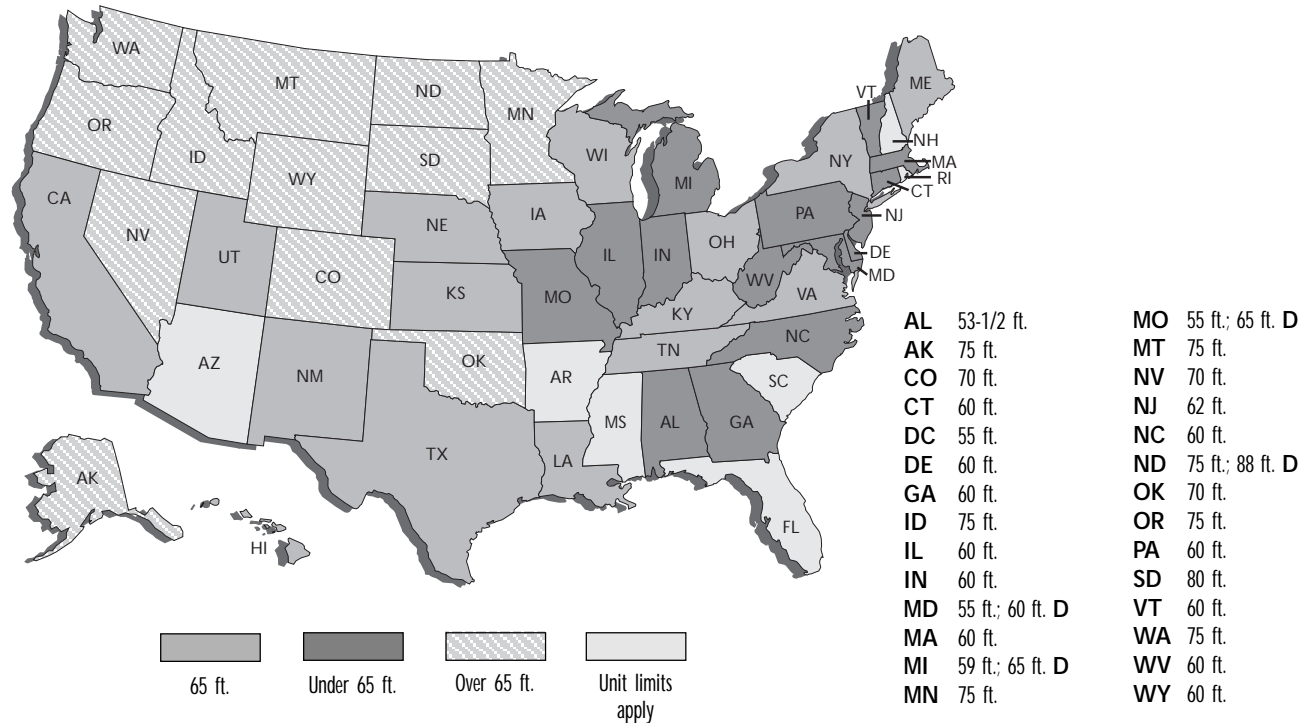 WA
MT
ND
MN
OR
ID
SD
WY
WI
MI
NY
VT
ME
NH
MA
RI
CT
NJ
DE
MD
PA
CA
NV
UT
CO
NE
IA
KS
MO
IL
IN
OH
WV
VA
KY
TN
NC
AZ
NM
OK
AR
SC
MS
AL
GA
TX
LA
FL
AK
HI
65 ft.
Under 65 ft.
Over 65 ft.
Unit limits
apply
AL 53-1/2 ft.
AK 75 ft.
CO 70 ft.
CT 60 ft.
DC 55 ft.
DE 60 ft.
GA 60 ft.
ID 75 ft.
IL 60 ft.
IN 60 ft.
MD 55 ft.; 60 ft. D
MA 60 ft.
MI 59 ft.; 65 ft. D
MN 75 ft.
MO 55 ft.; 65 ft. D
MT 75 ft.
NV 70 ft.
NJ 62 ft.
NC 60 ft.
ND 75 ft.; 88 ft. D
OK 70 ft.
OR 75 ft.
PA 60 ft.
SD 80 ft.
VT 60 ft.
WA 75 ft.
WV 60 ft.
WY 60 ft.